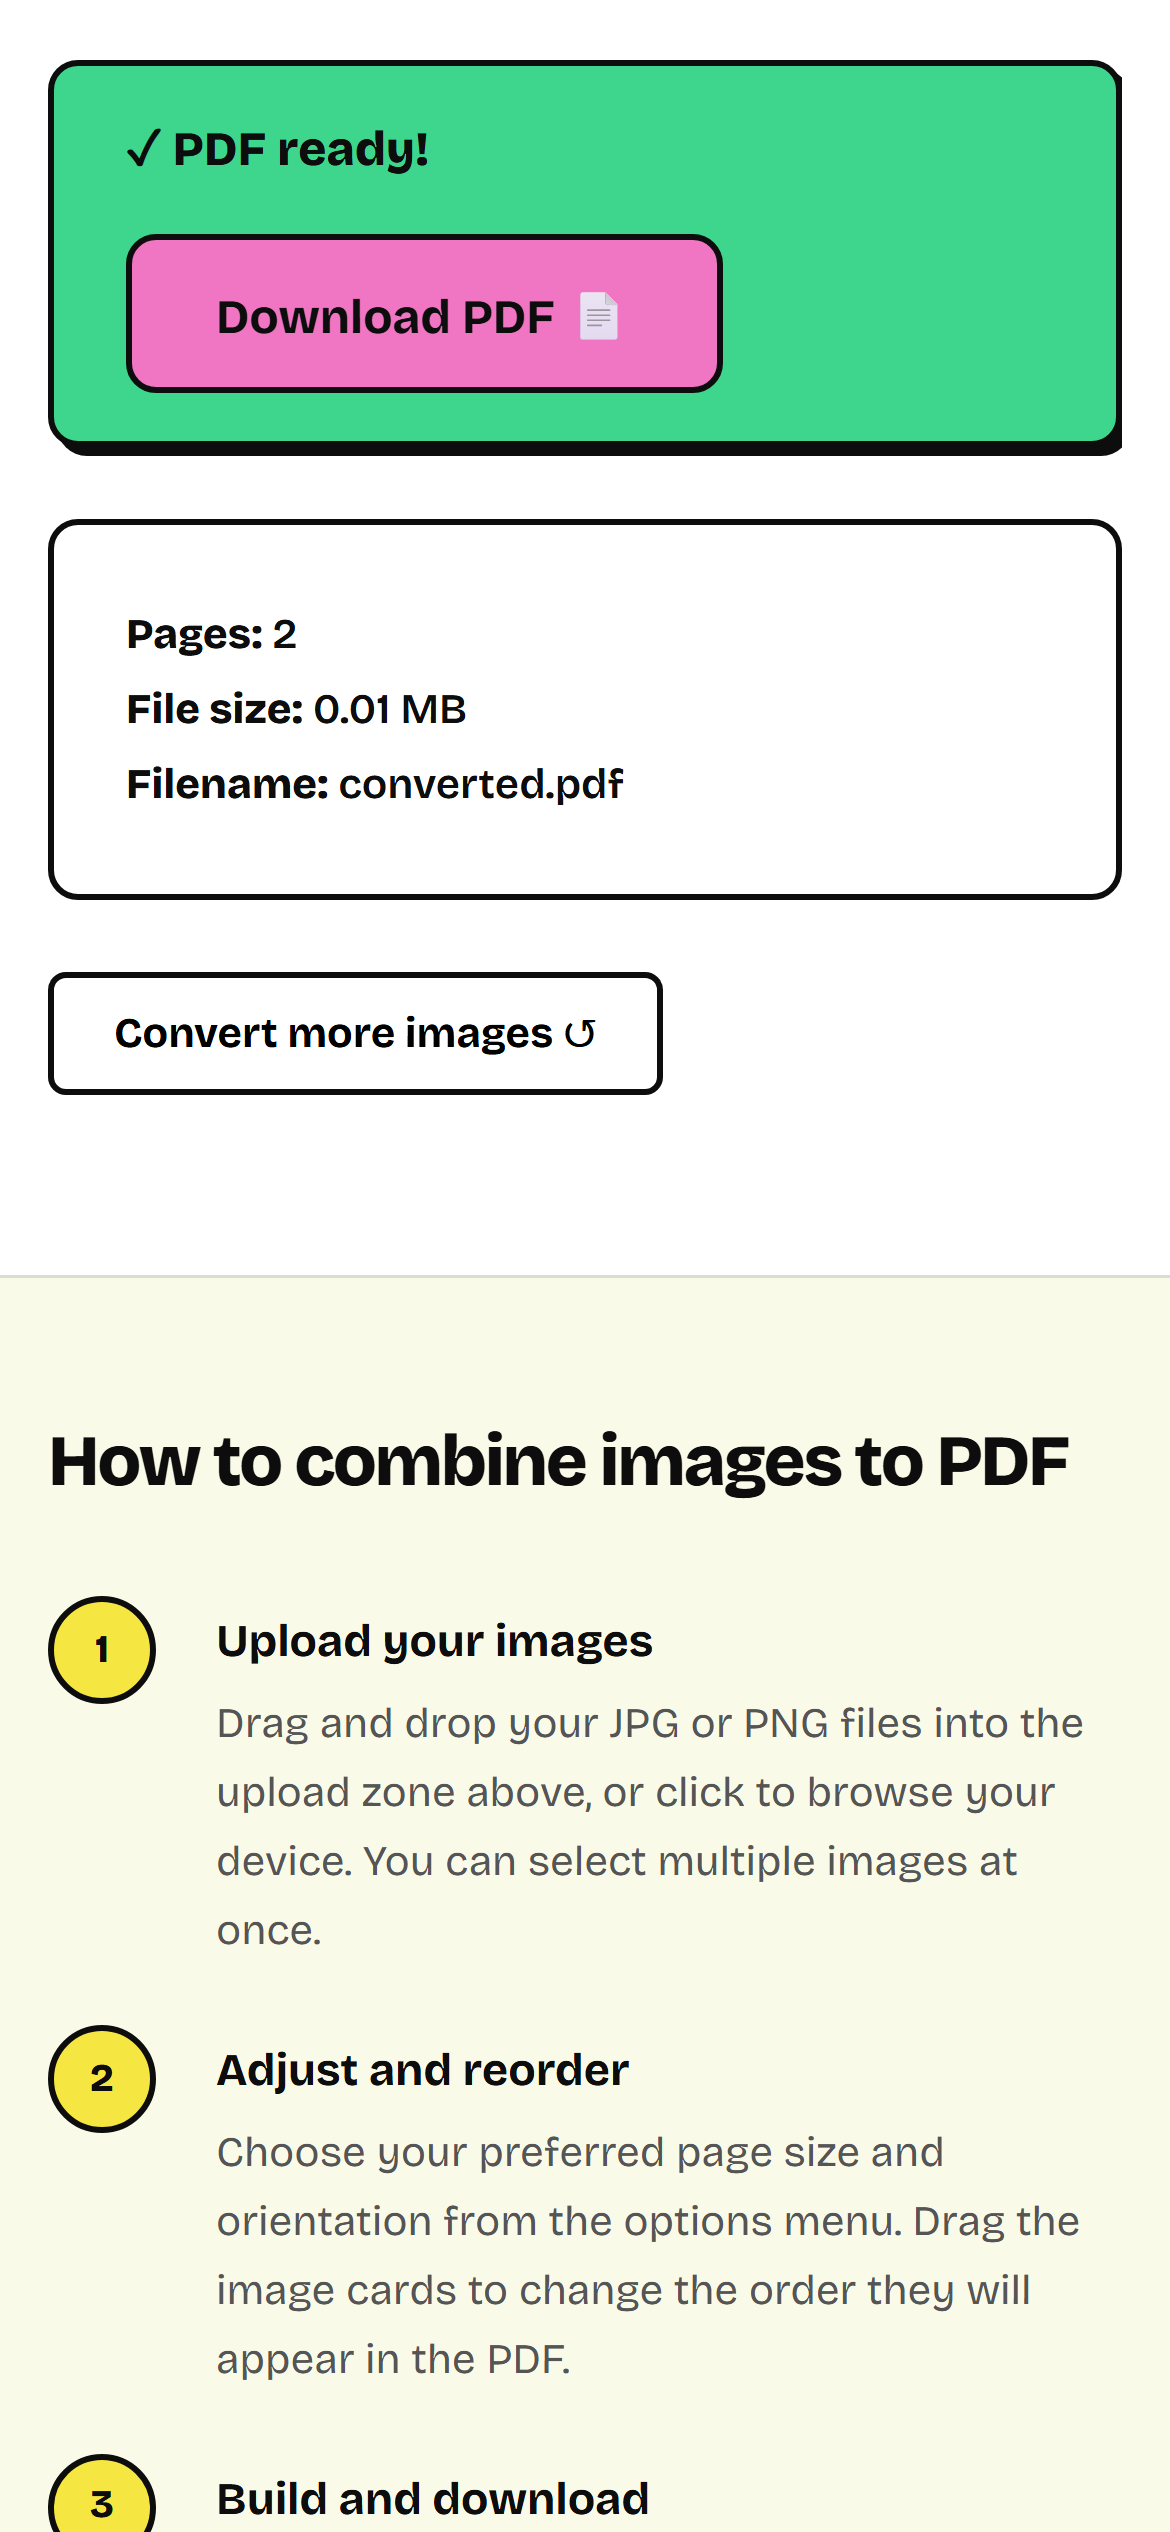 ✓ PDF ready!
Download PDF 📄
Pages: 2
File size: 0.01 MB
Filename: converted.pdf
Convert more images ↺
How to combine images to PDF
1
Upload your images
Drag and drop your JPG or PNG files into the
upload zone above, or click to browse your
device. You can select multiple images at
once.
2
Adjust and reorder
Choose your preferred page size and
orientation from the options menu. Drag the
image cards to change the order they will
appear in the PDF.
3
Build and download